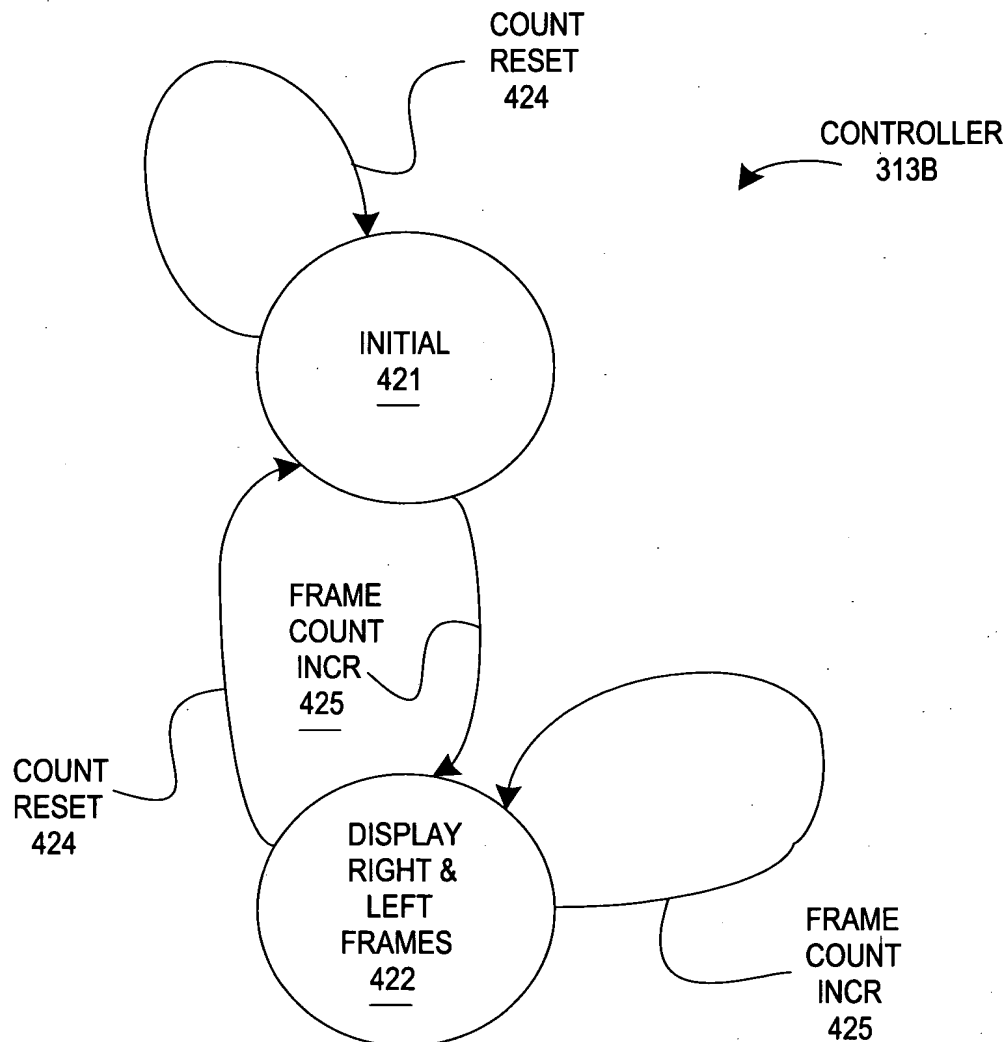 COUNT
RESET
424
CONTROLLER
313B
INITIAL
421
FRAME
COUNT
INCR
425
COUNT
RESET
424
DISPLAY
RIGHT &
LEFT
FRAMES
422
FRAME
COUNT
INCR
425